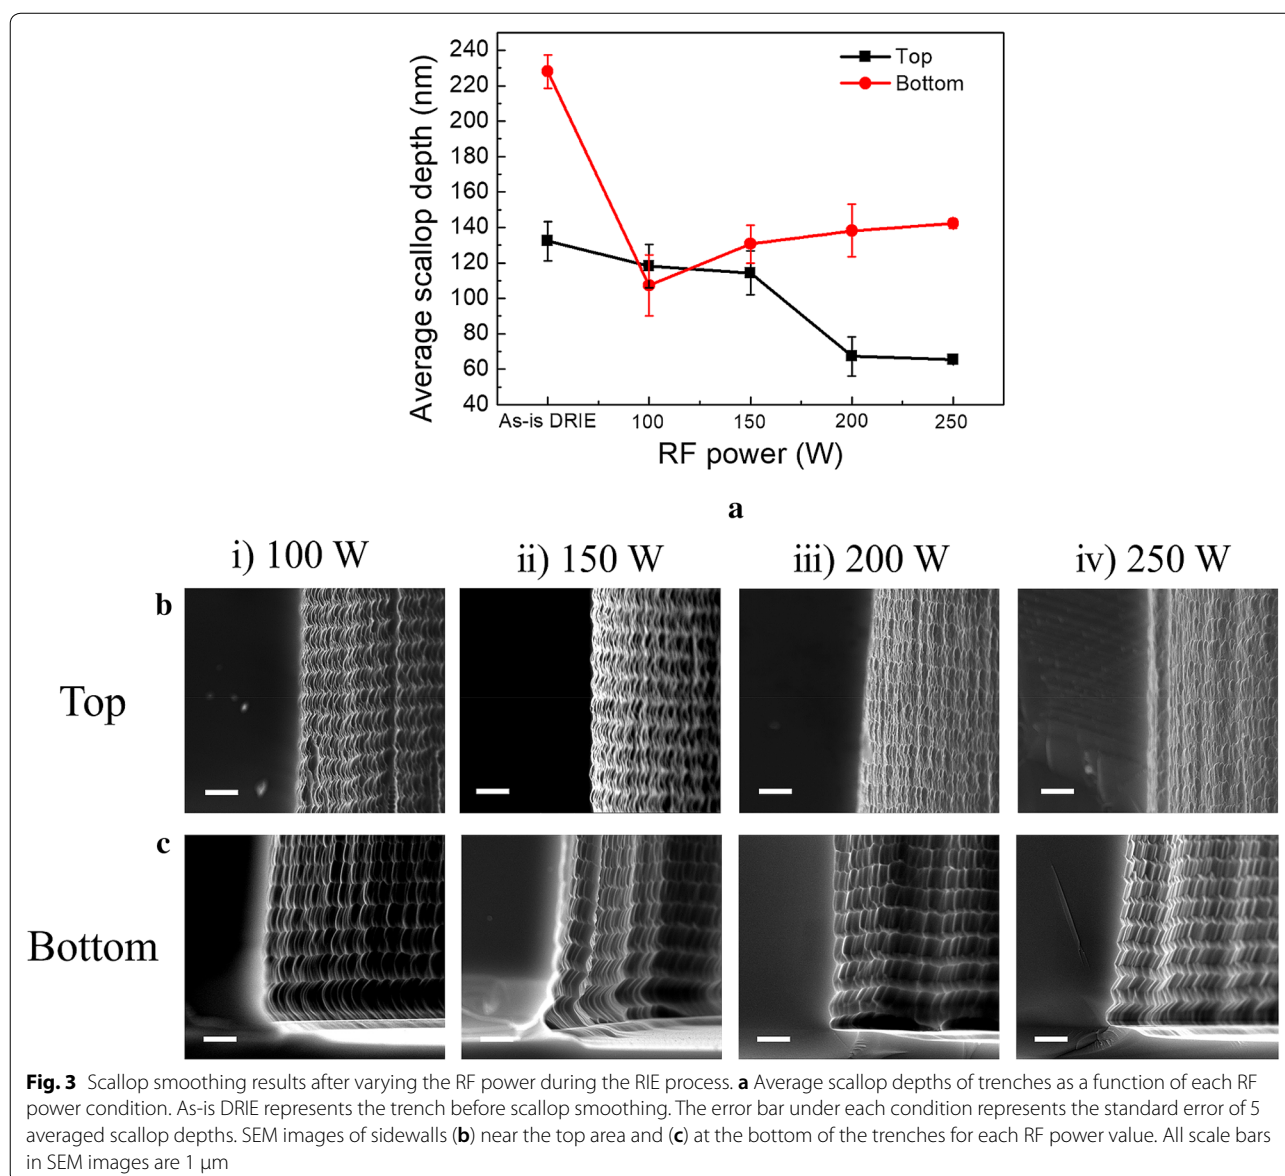 240
220
200
180
160
140
120
100
80
60
40
Average scallop depth (nm)
Top
Bottom
As-is DRIE 100 150 200 250
RF power (W)
a
i) 100 W ii) 150 W iii) 200 W iv) 250 W
b
Top
c
Bottom
Fig. 3 Scallop smoothing results after varying the RF power during the RIE process. a Average scallop depths of trenches as a function of each RF
power condition. As-is DRIE represents the trench before scallop smoothing. The error bar under each condition represents the standard error of 5
averaged scallop depths. SEM images of sidewalls (b) near the top area and (c) at the bottom of the trenches for each RF power value. All scale bars
in SEM images are 1 μm